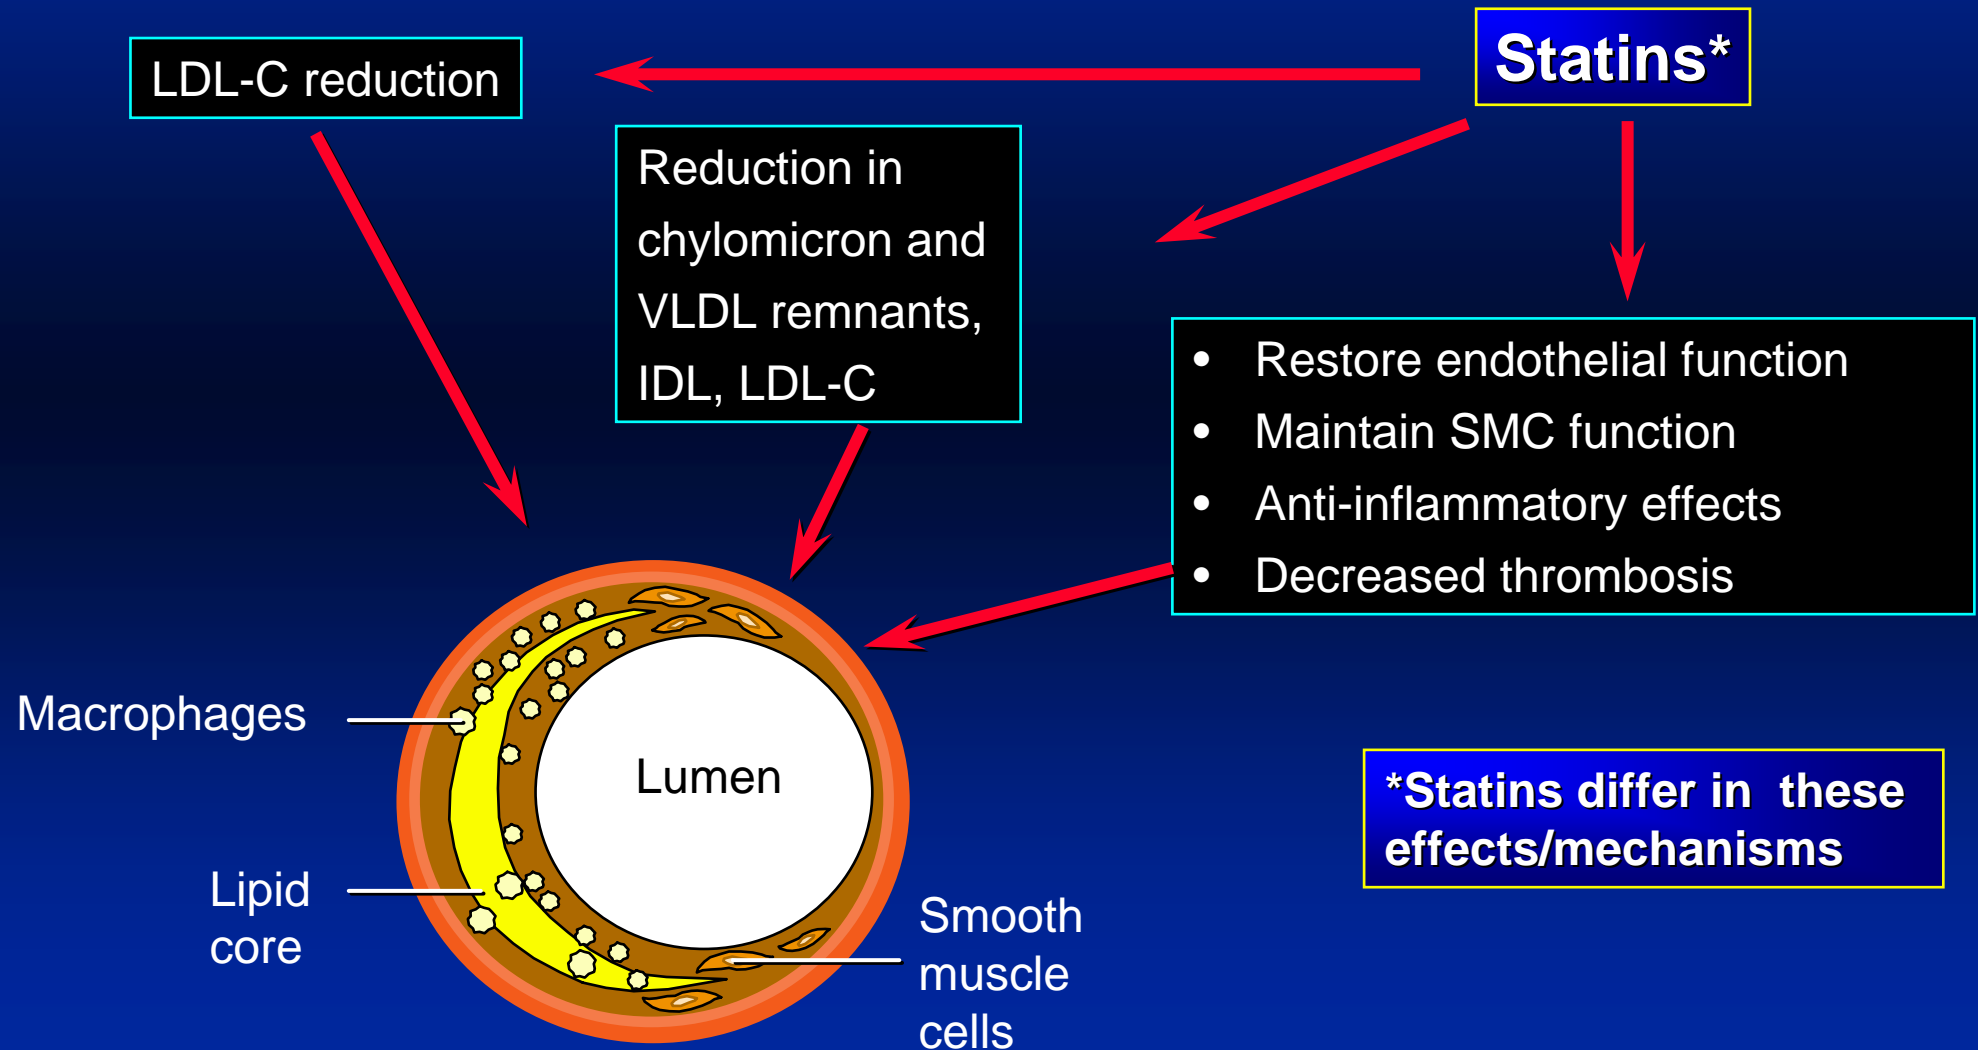 Statins*
LDL-C reduction
Reduction in
chylomicron and
VLDL remnants,
IDL, LDL-C
• Restore endothelial function
• Maintain SMC function
• Anti-inflammatory effects
• Decreased thrombosis
Macrophages
Lumen
*Statins differ in these
effects/mechanisms
Lipid
core
Smooth
muscle
cells